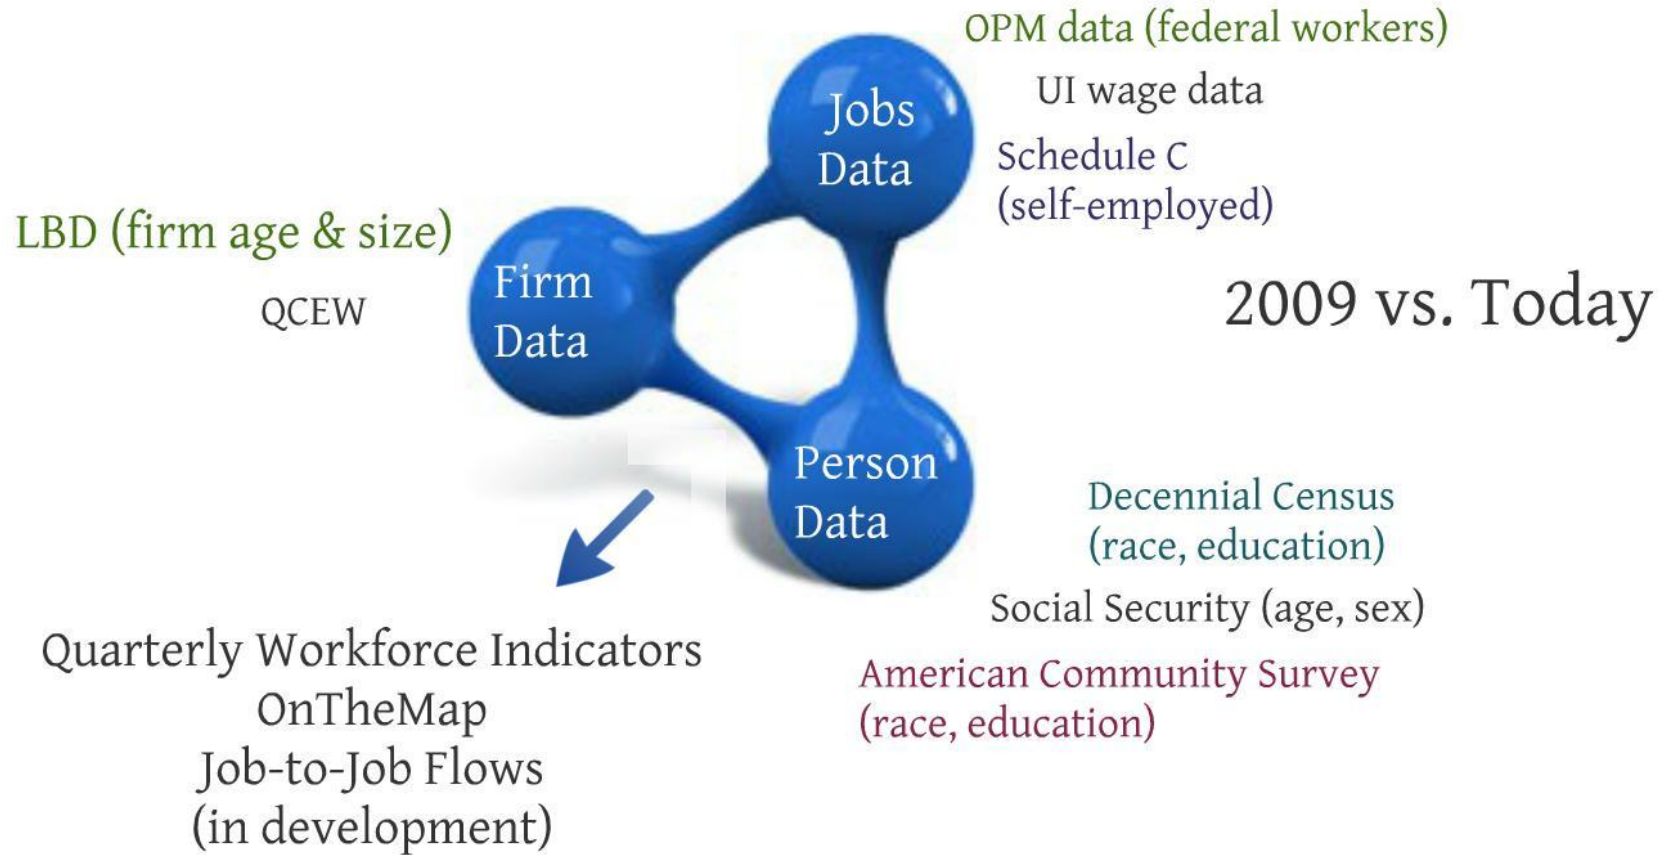 OPM data (federal workers)
UI wage data
Schedule C
(self-employed)
Jobs
Data
LBD (firm age & size)
QCEW
Firm
Data
2009 vs. Today
Person
Data
Decennial Census
(race, education)
Social Security (age, sex)
American Community Survey
(race, education)
Quarterly Workforce Indicators
OnTheMap
Job-to-Job Flows
(in development)